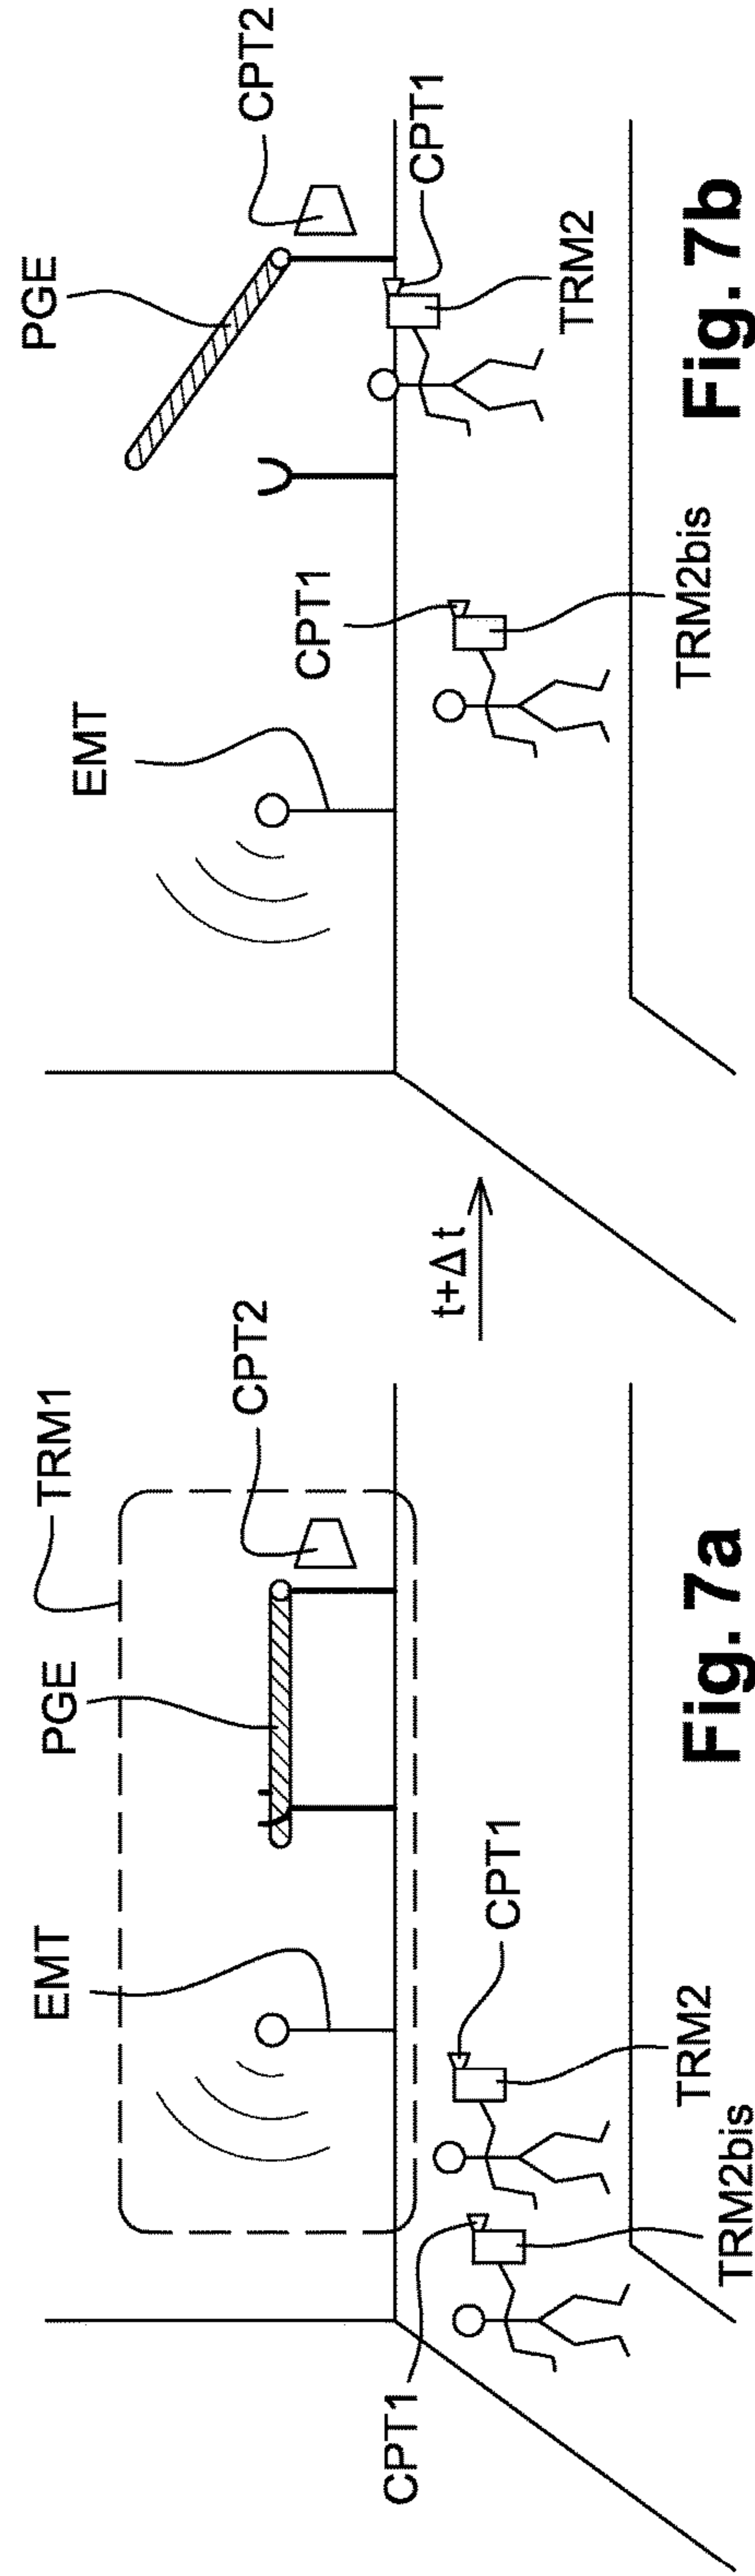 TRM1
PGE
CPT2
EMT
CPT1
CPT1
TRM2
TRM2bis
Fig. 7a
t+Δt
PGE
CPT2
EMT
CPT1
CPT1
TRM2
TRM2bis
Fig. 7b